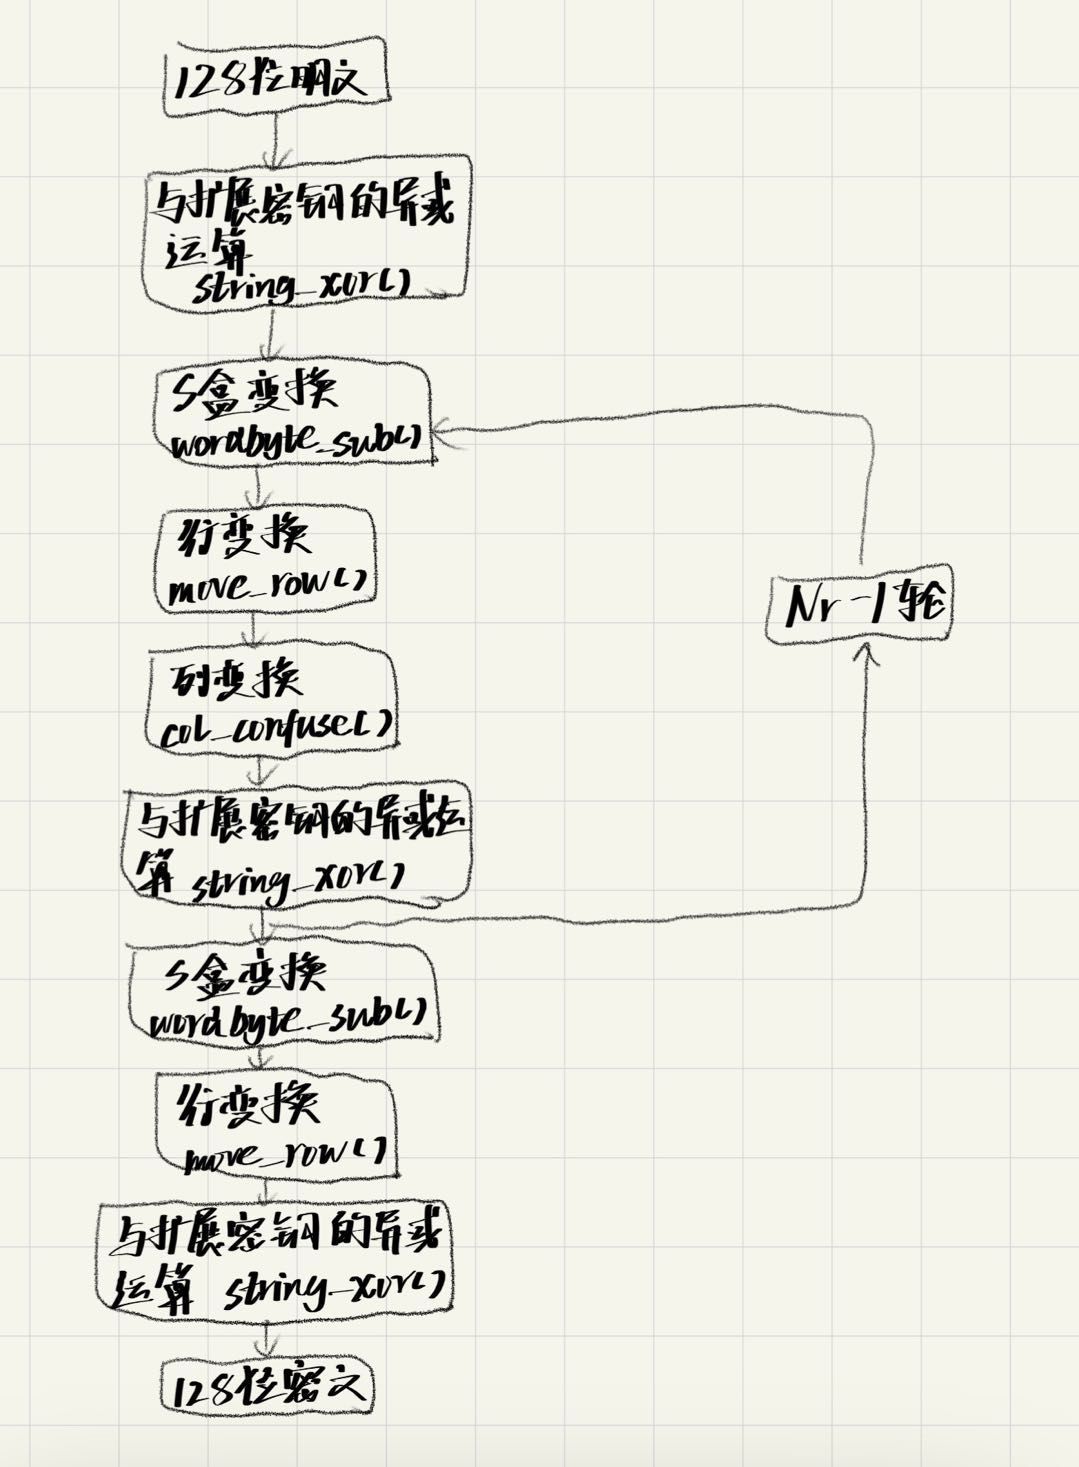 128位明文
与扩展密钥的异或
运算
string_xor()
S盒变换
wordbyte_sub()
行变换
move_row()
列变换
col_confuse()
与扩展密钥的异或运
算 string_xor()
Nr-1轮
S盒变换
wordbyte_sub()
行变换
move_row()
与扩展密钥的异或
运算 string_xor()
128位密文